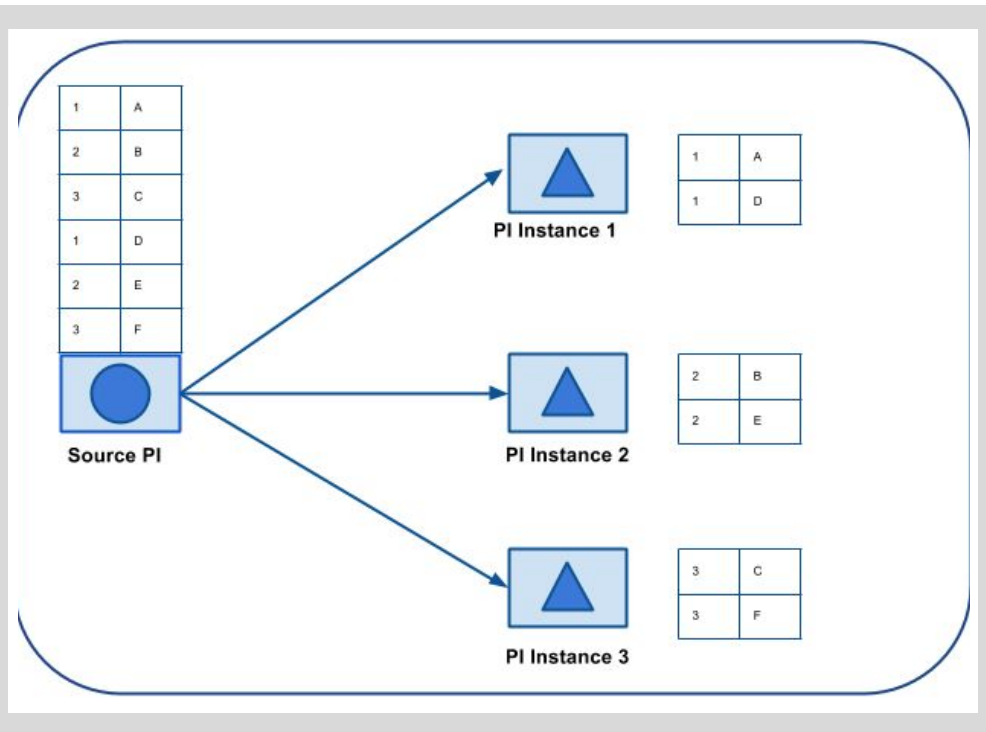 1 A
2 B
3 C
1 D
2 E
3 F
Source PI
1 A
1 D
PI Instance 1
2 B
2 E
PI Instance 2
3 C
3 F
PI Instance 3